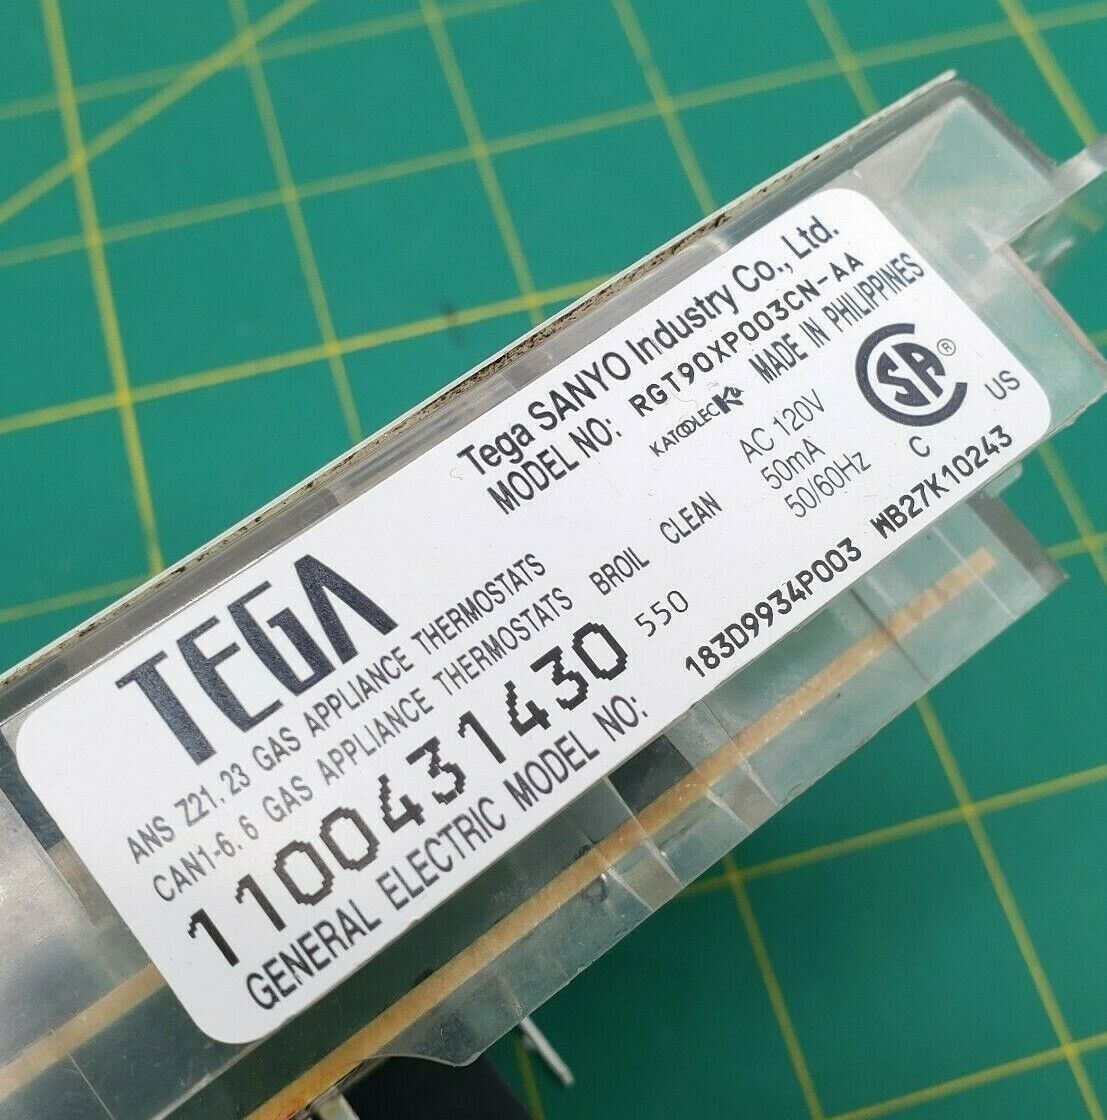 TEGA
Tega SANYO Industry Co., Ltd.
MODEL NO: RGT90XP003CN-AA
KATOOLEC MADE IN PHILIPPINES
ANS Z21.23 GAS APPLIANCE THERMOSTATS
CAN1-6.6 GAS APPLIANCE THERMOSTATS BROIL CLEAN
AC 120V
50mA
50/60Hz
1100431430 550
GENERAL ELECTRIC MODEL NO: 183D9934P003 WB27K10243
SA ®
C US